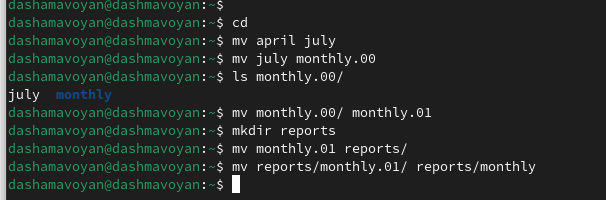 dashamavoyan@dashmavoyan:~$
dashamavoyan@dashmavoyan:~$ cd
dashamavoyan@dashmavoyan:~$ mv april july
dashamavoyan@dashmavoyan:~$ mv july monthly.00
dashamavoyan@dashmavoyan:~$ ls monthly.00/
july  monthly
dashamavoyan@dashmavoyan:~$ mv monthly.00/ monthly.01
dashamavoyan@dashmavoyan:~$ mkdir reports
dashamavoyan@dashmavoyan:~$ mv monthly.01 reports/
dashamavoyan@dashmavoyan:~$ mv reports/monthly.01/ reports/monthly
dashamavoyan@dashmavoyan:~$